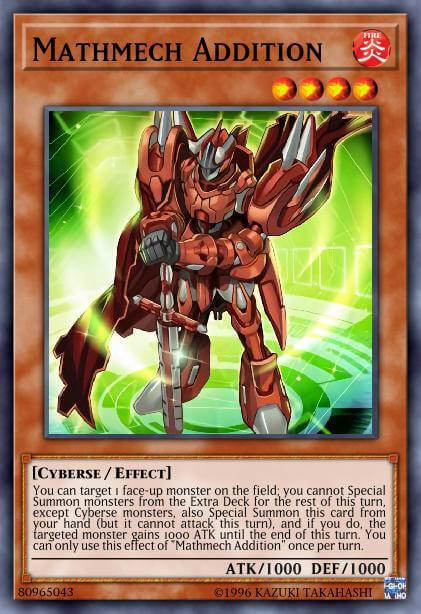 Mathmech Addition
FIRE
炎
[Cyberse / Effect]
You can target 1 face-up monster on the field; you cannot Special
Summon monsters from the Extra Deck for the rest of this turn,
except Cyberse monsters, also Special Summon this card from
your hand (but it cannot attack this turn), and if you do, the
targeted monster gains 1000 ATK until the end of this turn. You
can only use this effect of "Mathmech Addition" once per turn.
ATK/1000 DEF/1000
80965043
©1996 KAZUKI TAKAHASHI